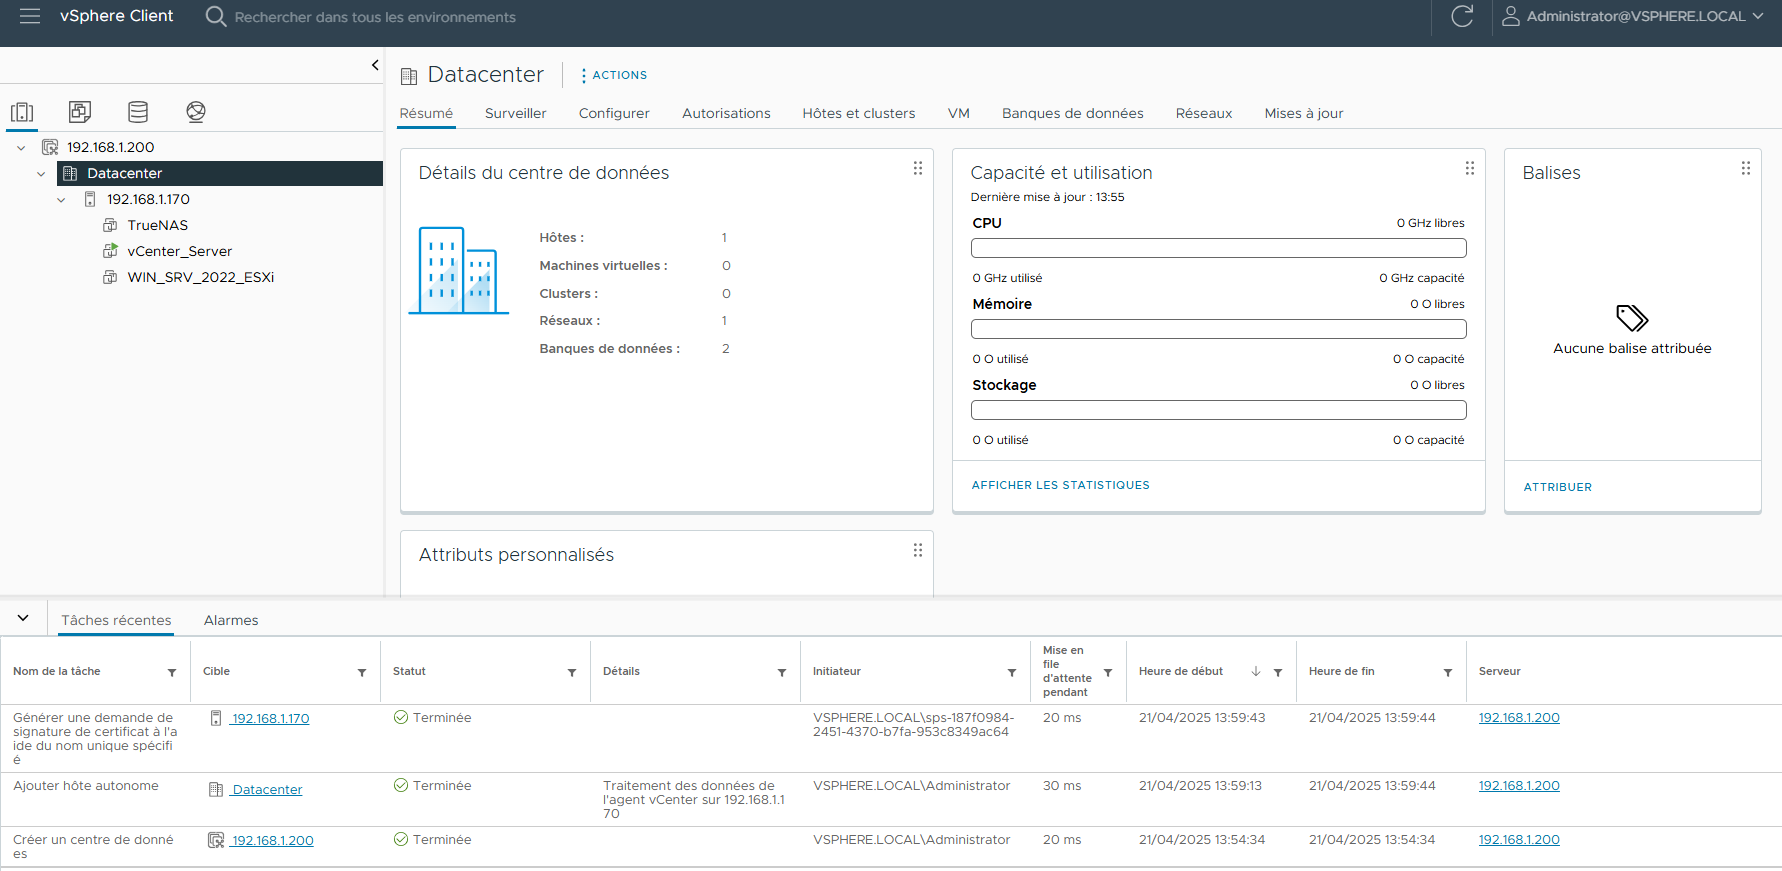 vSphere Client
Rechercher dans tous les environnements
Administrator@VSPHERE.LOCAL
192.168.1.200
Datacenter
192.168.1.170
TrueNAS
vCenter_Server
WIN_SRV_2022_ESXi
Datacenter
ACTIONS
Résumé Surveiller Configurer Autorisations Hôtes et clusters VM Banques de données Réseaux Mises à jour
Détails du centre de données
Hôtes : 1
Machines virtuelles : 0
Clusters : 0
Réseaux : 1
Banques de données : 2
Capacité et utilisation
Dernière mise à jour : 13:55
CPU 0 GHz libres
0 GHz utilisé 0 GHz capacité
Mémoire 0 O libres
0 O utilisé 0 O capacité
Stockage 0 O libres
0 O utilisé 0 O capacité
AFFICHER LES STATISTIQUES
Balises
Aucune balise attribuée
ATTRIBUER
Attributs personnalisés
Tâches récentes Alarmes
Nom de la tâche
Cible
Statut
Détails
Initiateur
Mise en
file
d'attente
pendant
Heure de début
Heure de fin
Serveur
Générer une demande de
signature de certificat à l'a
ide du nom unique spécifi
é
192.168.1.170
Terminée
VSPHERE.LOCAL\sps-187f0984-
2451-4370-b7fa-953c8349ac64
20 ms
21/04/2025 13:59:43
21/04/2025 13:59:44
192.168.1.200
Ajouter hôte autonome
Datacenter
Terminée
Traitement des données de
l'agent vCenter sur 192.168.1.1
70
VSPHERE.LOCAL\Administrator
30 ms
21/04/2025 13:59:13
21/04/2025 13:59:44
192.168.1.200
Créer un centre de donné
es
192.168.1.200
Terminée
VSPHERE.LOCAL\Administrator
20 ms
21/04/2025 13:54:34
21/04/2025 13:54:34
192.168.1.200